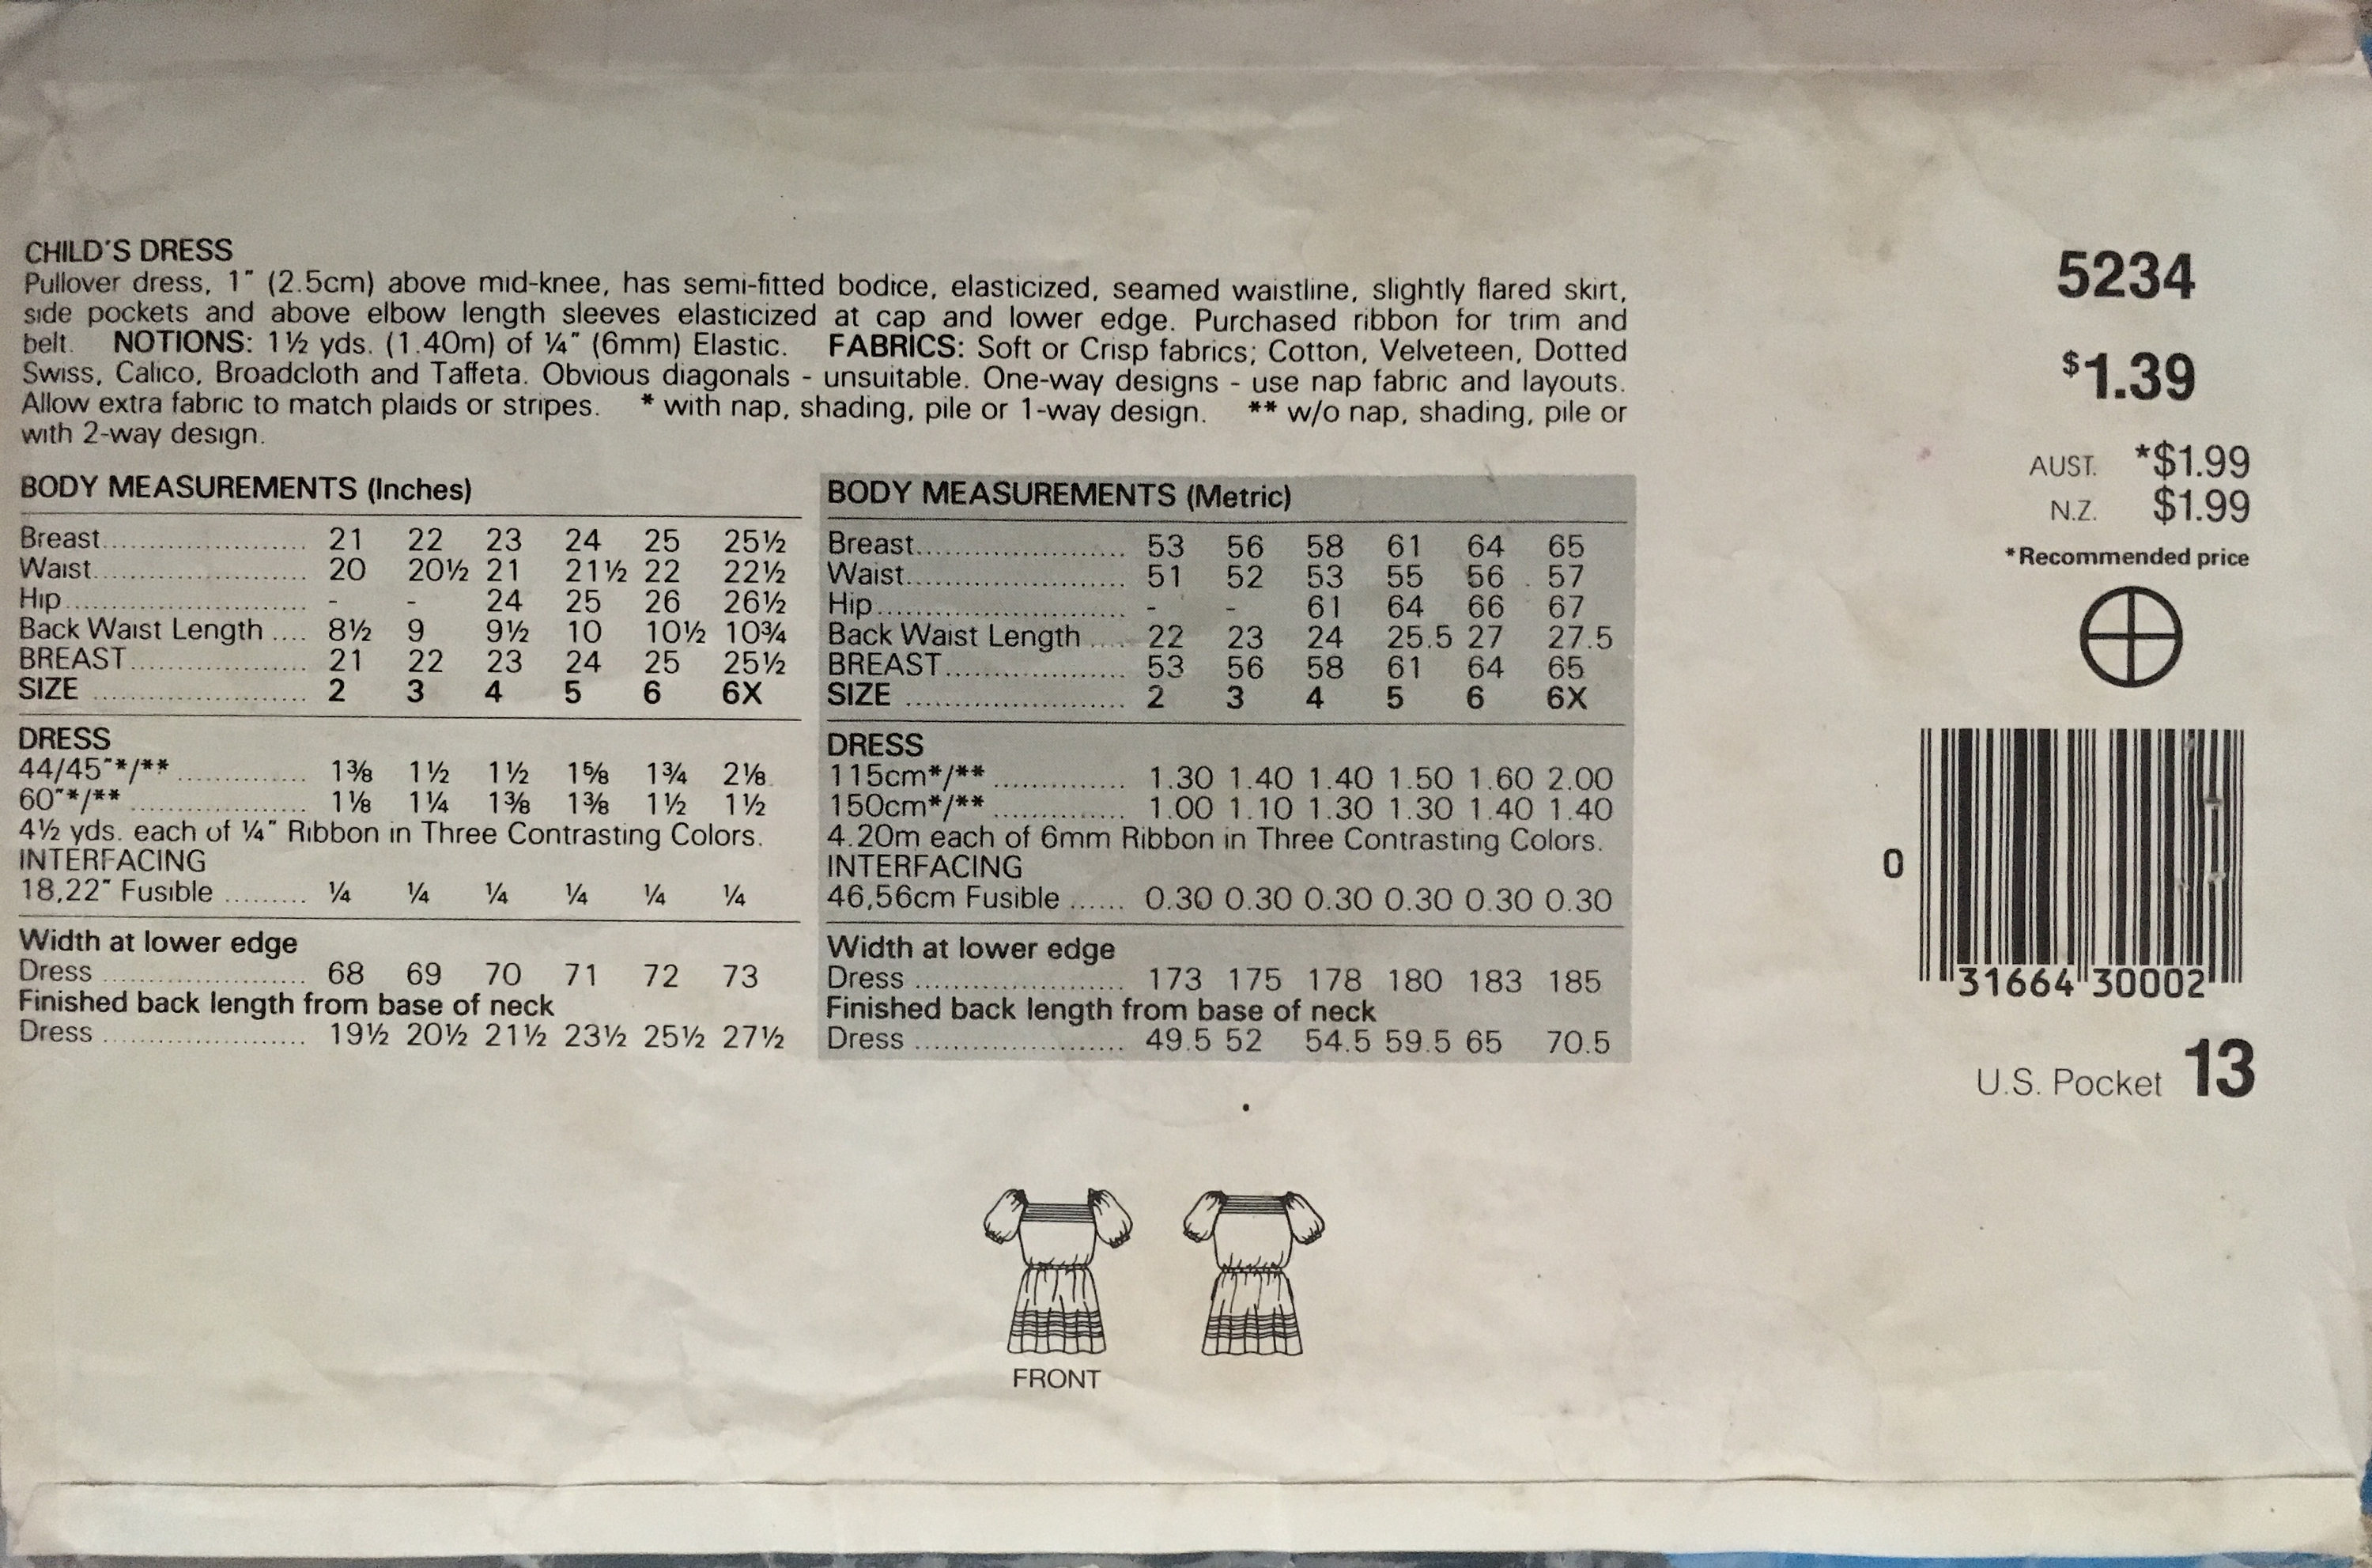 CHILD'S DRESS
Pullover dress, 1" (2.5cm) above mid-knee, has semi-fitted bodice, elasticized, seamed waistline, slightly flared skirt,
side pockets and above elbow length sleeves elasticized at cap and lower edge. Purchased ribbon for trim and
belt. NOTIONS: 1½ yds. (1.40m) of ¼" (6mm) Elastic. FABRICS: Soft or Crisp fabrics; Cotton, Velveteen, Dotted
Swiss, Calico, Broadcloth and Taffeta. Obvious diagonals - unsuitable. One-way designs - use nap fabric and layouts.
Allow extra fabric to match plaids or stripes. * with nap, shading, pile or 1-way design. ** w/o nap, shading, pile or
with 2-way design.
BODY MEASUREMENTS (Inches)
Breast....................... 21 22 23 24 25 25½
Waist........................ 20 20½ 21 21½ 22 22½
Hip........................... - - 24 25 26 26½
Back Waist Length .... 8½ 9 9½ 10 10½ 10¾
BREAST.................... 21 22 23 24 25 25½
SIZE ........................ 2 3 4 5 6 6X
DRESS
44/45"*/** .............. 1⅜ 1½ 1½ 1⅝ 1¾ 2⅛
60"*/** ................... 1⅛ 1¼ 1⅜ 1⅜ 1½ 1½
4½ yds. each of ¼" Ribbon in Three Contrasting Colors.
INTERFACING
18,22" Fusible ......... ¼ ¼ ¼ ¼ ¼ ¼
Width at lower edge
Dress ....................... 68 69 70 71 72 73
Finished back length from base of neck
Dress ....................... 19½ 20½ 21½ 23½ 25½ 27½
BODY MEASUREMENTS (Metric)
Breast....................... 53 56 58 61 64 65
Waist........................ 51 52 53 55 56 57
Hip........................... - - 61 64 66 67
Back Waist Length .... 22 23 24 25.5 27 27.5
BREAST.................... 53 56 58 61 64 65
SIZE ........................ 2 3 4 5 6 6X
DRESS
115cm*/** .............. 1.30 1.40 1.40 1.50 1.60 2.00
150cm*/** .............. 1.00 1.10 1.30 1.30 1.40 1.40
4.20m each of 6mm Ribbon in Three Contrasting Colors.
INTERFACING
46,56cm Fusible ...... 0.30 0.30 0.30 0.30 0.30 0.30
Width at lower edge
Dress ....................... 173 175 178 180 183 185
Finished back length from base of neck
Dress ....................... 49.5 52 54.5 59.5 65 70.5
5234
$1.39
AUST. *$1.99
N.Z. $1.99
*Recommended price
0 31664 30002
U.S. Pocket 13
FRONT